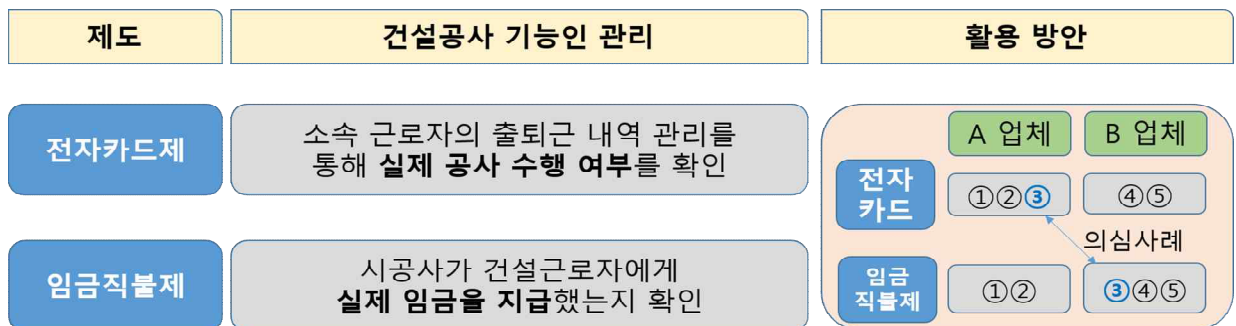 제도
건설공사 기능인 관리
활용 방안
전자카드제
소속 근로자의 출퇴근 내역 관리를
통해 실제 공사 수행 여부를 확인
임금직불제
시공사가 건설근로자에게
실제 임금을 지급했는지 확인
A 업체
B 업체
전자
카드
①②③
④⑤
의심사례
임금
직불제
①②
③④⑤